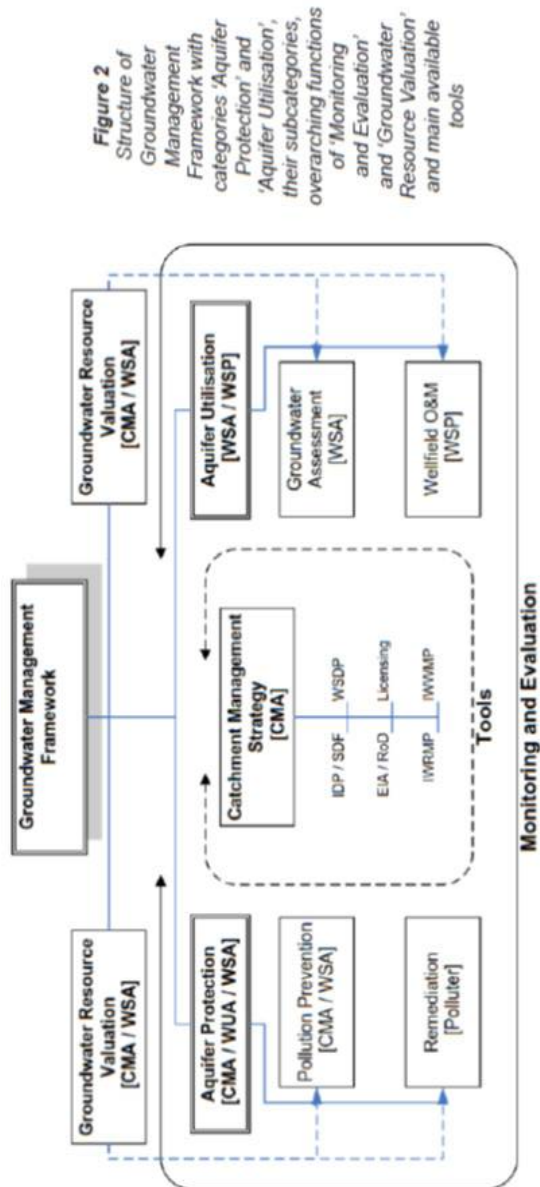 Groundwater Management
Framework
Groundwater Resource
Valuation
[CMA / WSA]
Groundwater Resource
Valuation
[CMA / WSA]
Aquifer Protection
[CMA / WUA / WSA]
Aquifer Utilisation
[WSA / WSP]
Pollution Prevention
[CMA / WSA]
Remediation
[Polluter]
Catchment Management
Strategy
[CMA]
IDP / SDF WSDP
EIA / RoD Licensing
IWRMP IWWMP
Tools
Groundwater
Assessment
[WSA]
Wellfield O&M
[WSP]
Monitoring and Evaluation
Figure 2
Structure of
Groundwater
Management
Framework with
categories 'Aquifer
Protection' and
'Aquifer Utilisation',
their subcategories,
overarching functions
of 'Monitoring
and Evaluation'
and 'Groundwater
Resource Valuation'
and main available
tools